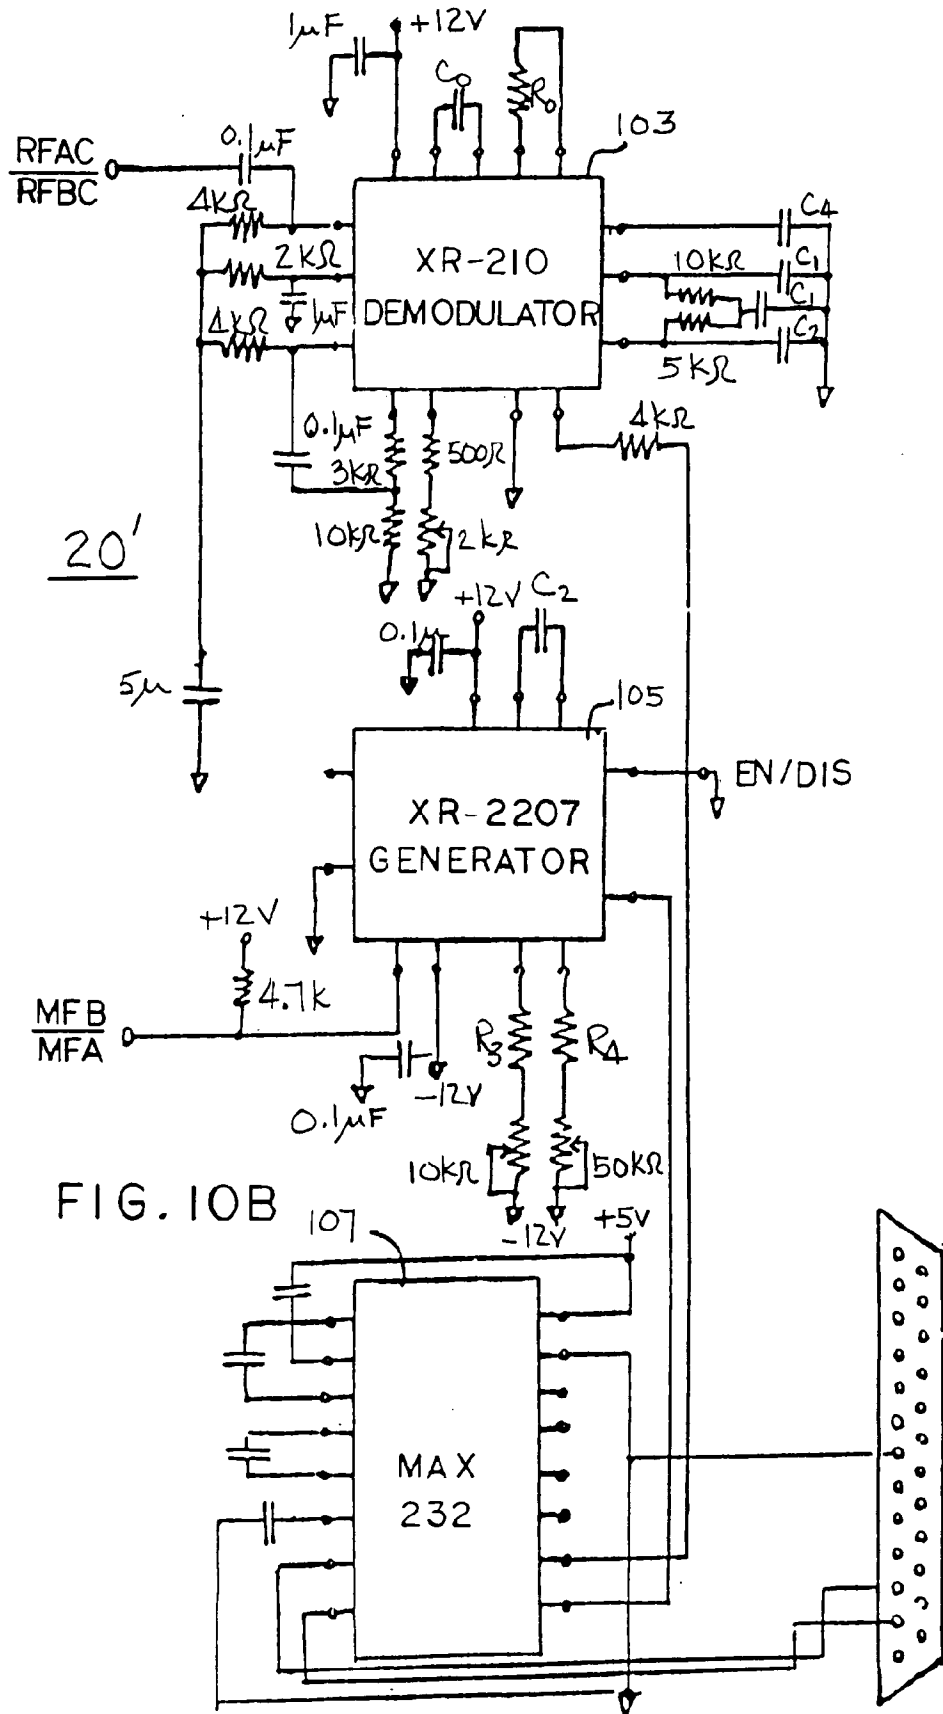 1μF
+12V
C0
R0
103
RFAC
RFBC
0.1μF
4kΩ
2kΩ
1μF
4kΩ
XR-210
DEMODULATOR
C4
10kΩ
C1
C1
C2
5kΩ
0.1μF
3kΩ
500Ω
4kΩ
10kΩ
2kΩ
20'
+12V
C2
0.1μ
5μ
105
XR-2207
GENERATOR
EN/DIS
+12V
4.7k
MFB
MFA
R3
R4
-12V
0.1μF
10kΩ
50kΩ
FIG. 10B
-12V
+5V
107
MAX
232